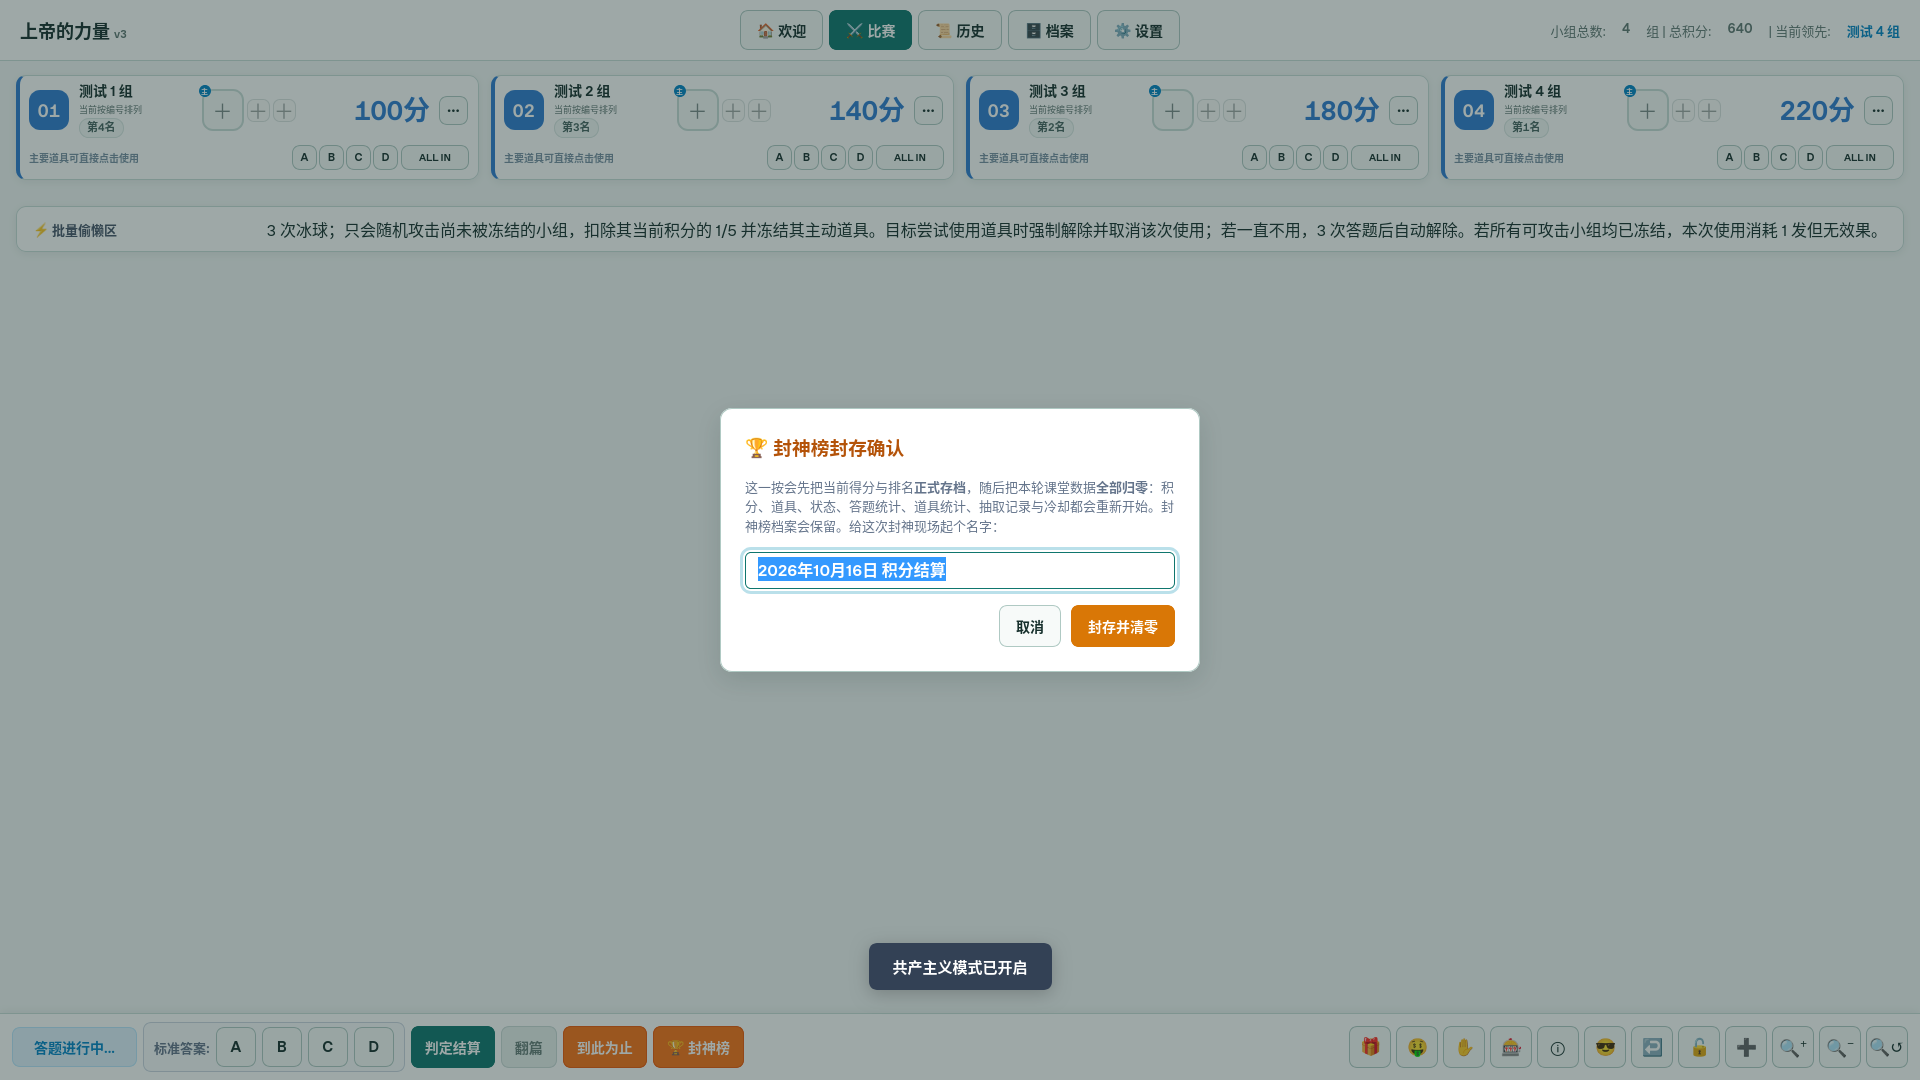 上帝的力量 v3
🏠 欢迎
⚔️ 比赛
📜 历史
🗄️ 档案
⚙️ 设置
小组总数: 4 组 | 总积分: 640 | 当前领先: 测试 4 组
01
测试 1 组
当前按编号排列
第4名
主
100分
···
主要道具可直接点击使用
A
B
C
D
ALL IN
02
测试 2 组
当前按编号排列
第3名
主
140分
···
主要道具可直接点击使用
A
B
C
D
ALL IN
03
测试 3 组
当前按编号排列
第2名
主
180分
···
主要道具可直接点击使用
A
B
C
D
ALL IN
04
测试 4 组
当前按编号排列
第1名
主
220分
···
主要道具可直接点击使用
A
B
C
D
ALL IN
⚡ 批量偷懒区
3 次冰球；只会随机攻击尚未被冻结的小组，扣除其当前积分的 1/5 并冻结其主动道具。目标尝试使用道具时强制解除并取消该次使用；若一直不用，3 次答题后自动解除。若所有可攻击小组均已冻结，本次使用消耗 1 发但无效果。
🏆 封神榜封存确认
这一按会先把当前得分与排名正式存档，随后把本轮课堂数据全部归零：积
分、道具、状态、答题统计、道具统计、抽取记录与冷却都会重新开始。封
神榜档案会保留。给这次封神现场起个名字：
2026年10月16日 积分结算
取消
封存并清零
共产主义模式已开启
答题进行中...
标准答案:
A
B
C
D
判定结算
翻篇
到此为止
🏆 封神榜